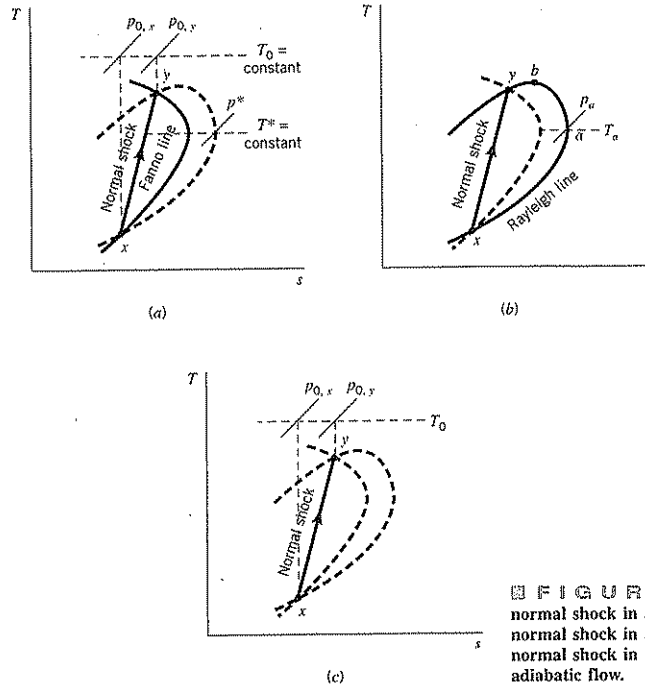 T
p0, x p0, y
T0 =
constant
y
p*
T* =
constant
Normal shock
Fanno line
x
s
(a)
T
y b
pa
a
Ta
Normal shock
Rayleigh line
x
s
(b)
T
p0, x p0, y
T0
y
Normal shock
x
s
(c)
FIGUR
normal shock in
normal shock in
normal shock in
adiabatic flow.